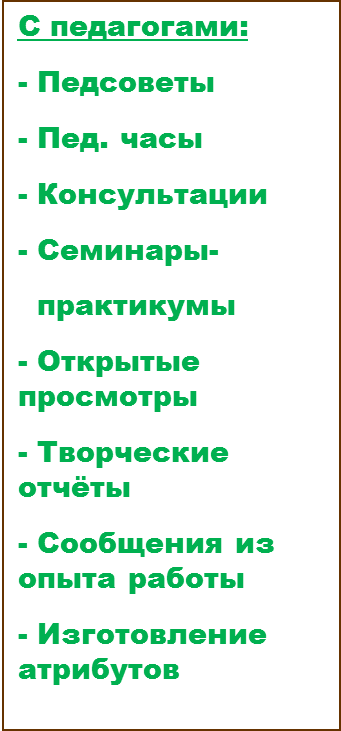 С педагогами:
- Педсоветы
- Пед. часы
- Консультации
- Семинары-
практикумы
- Открытые
просмотры
- Творческие
отчёты
- Сообщения из
опыта работы
- Изготовление
атрибутов